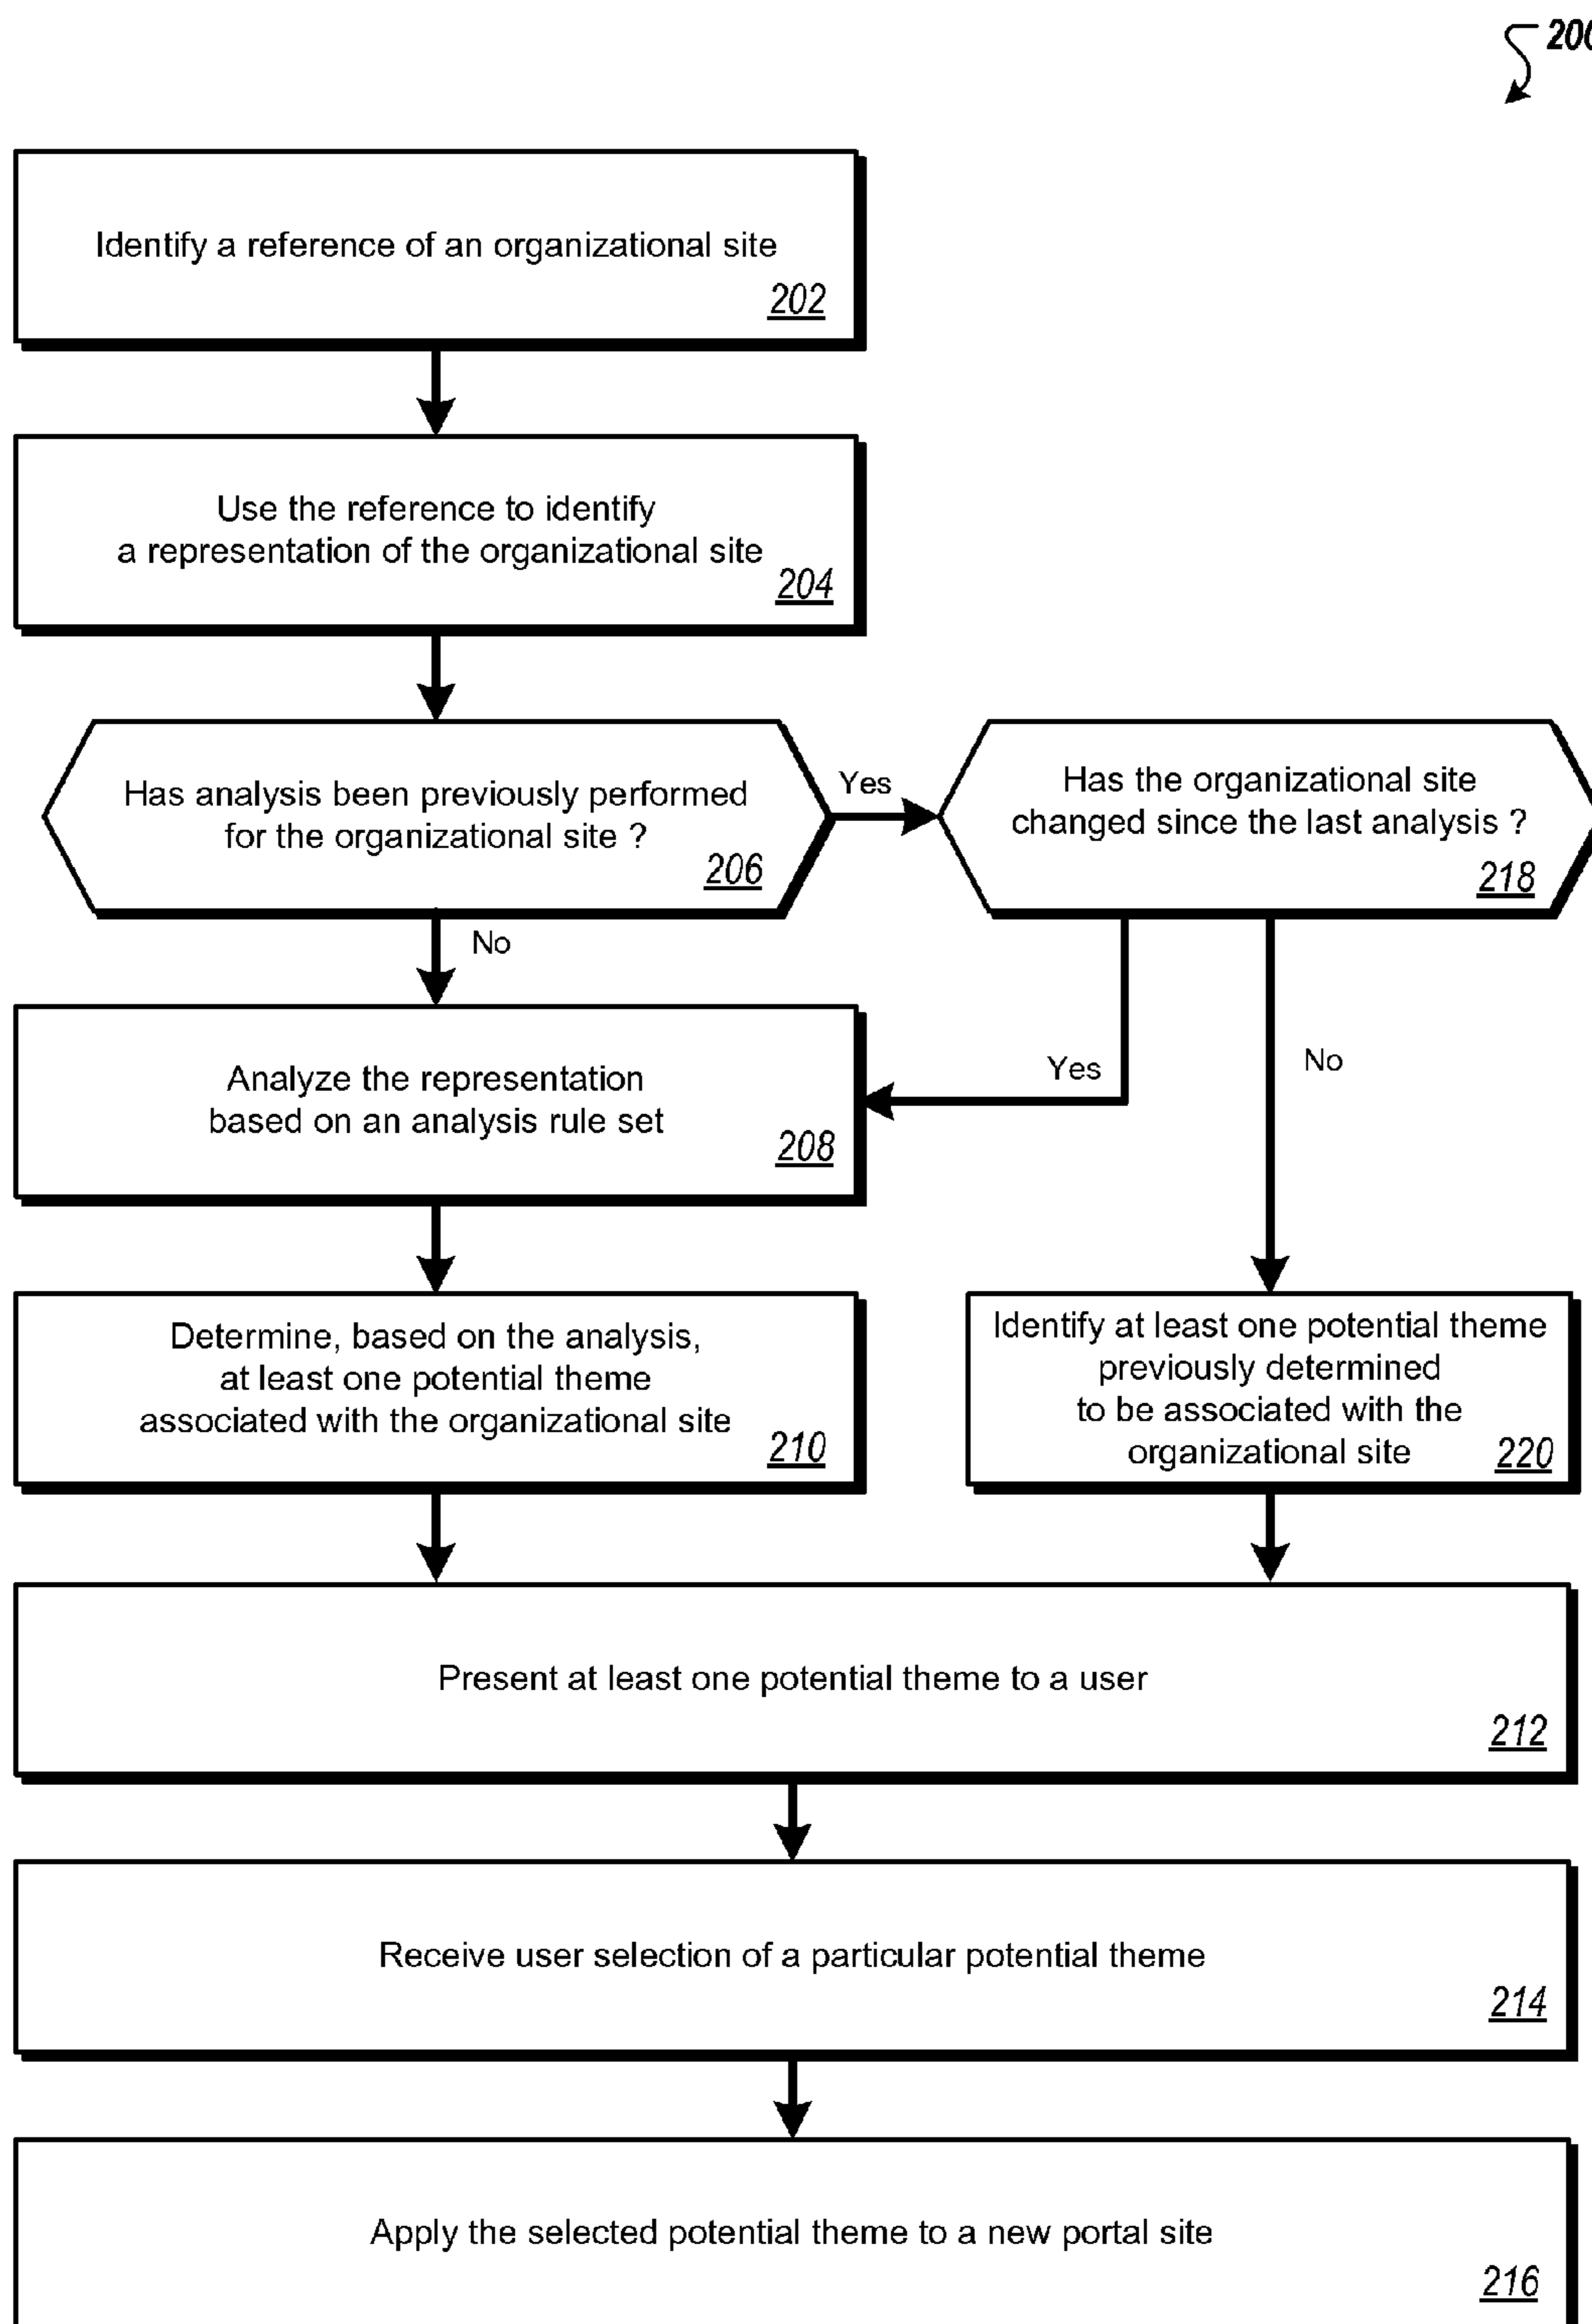 200
Identify a reference of an organizational site
202
Use the reference to identify
a representation of the organizational site
204
Has analysis been previously performed
for the organizational site ?
206
Yes
Has the organizational site
changed since the last analysis ?
218
No
Analyze the representation
based on an analysis rule set
208
Yes
No
Determine, based on the analysis,
at least one potential theme
associated with the organizational site
210
Identify at least one potential theme
previously determined
to be associated with the
organizational site
220
Present at least one potential theme to a user
212
Receive user selection of a particular potential theme
214
Apply the selected potential theme to a new portal site
216